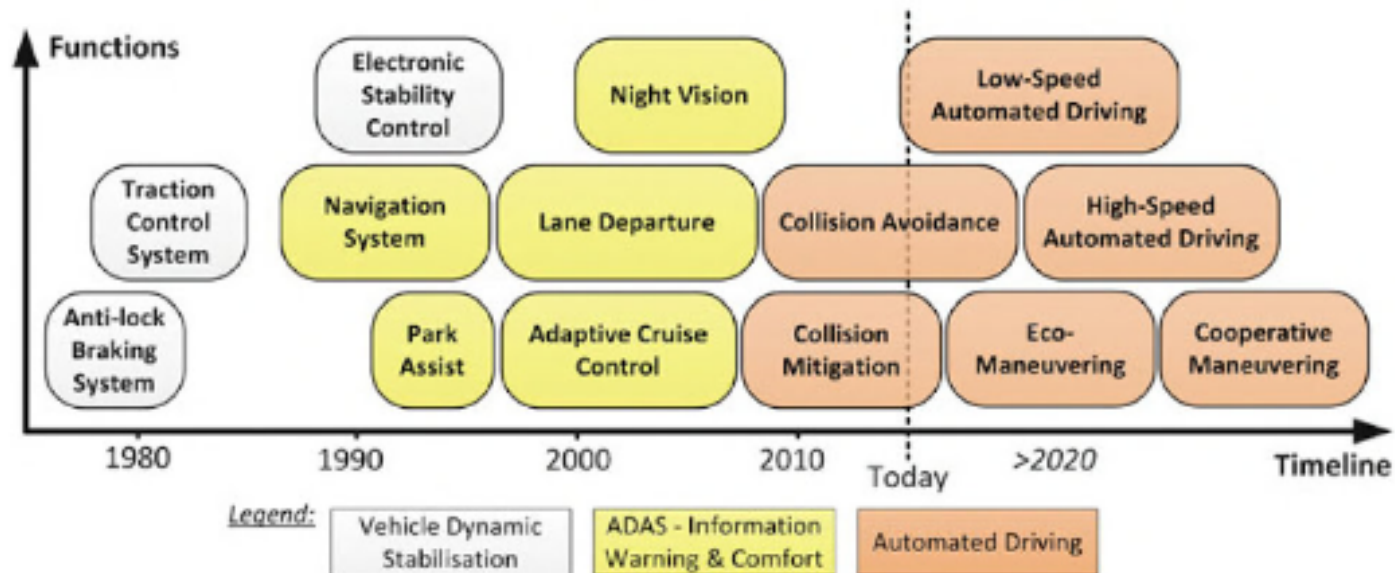 Functions
Electronic
Stability
Control
Night Vision
Low-Speed
Automated Driving
Traction
Control
System
Navigation
System
Lane Departure
Collision Avoidance
High-Speed
Automated Driving
Anti-lock
Braking
System
Park
Assist
Adaptive Cruise
Control
Collision
Mitigation
Eco-
Maneuvering
Cooperative
Maneuvering
1980
1990
2000
2010
Today
>2020
Timeline
Legend:
Vehicle Dynamic
Stabilisation
ADAS - Information
Warning & Comfort
Automated Driving